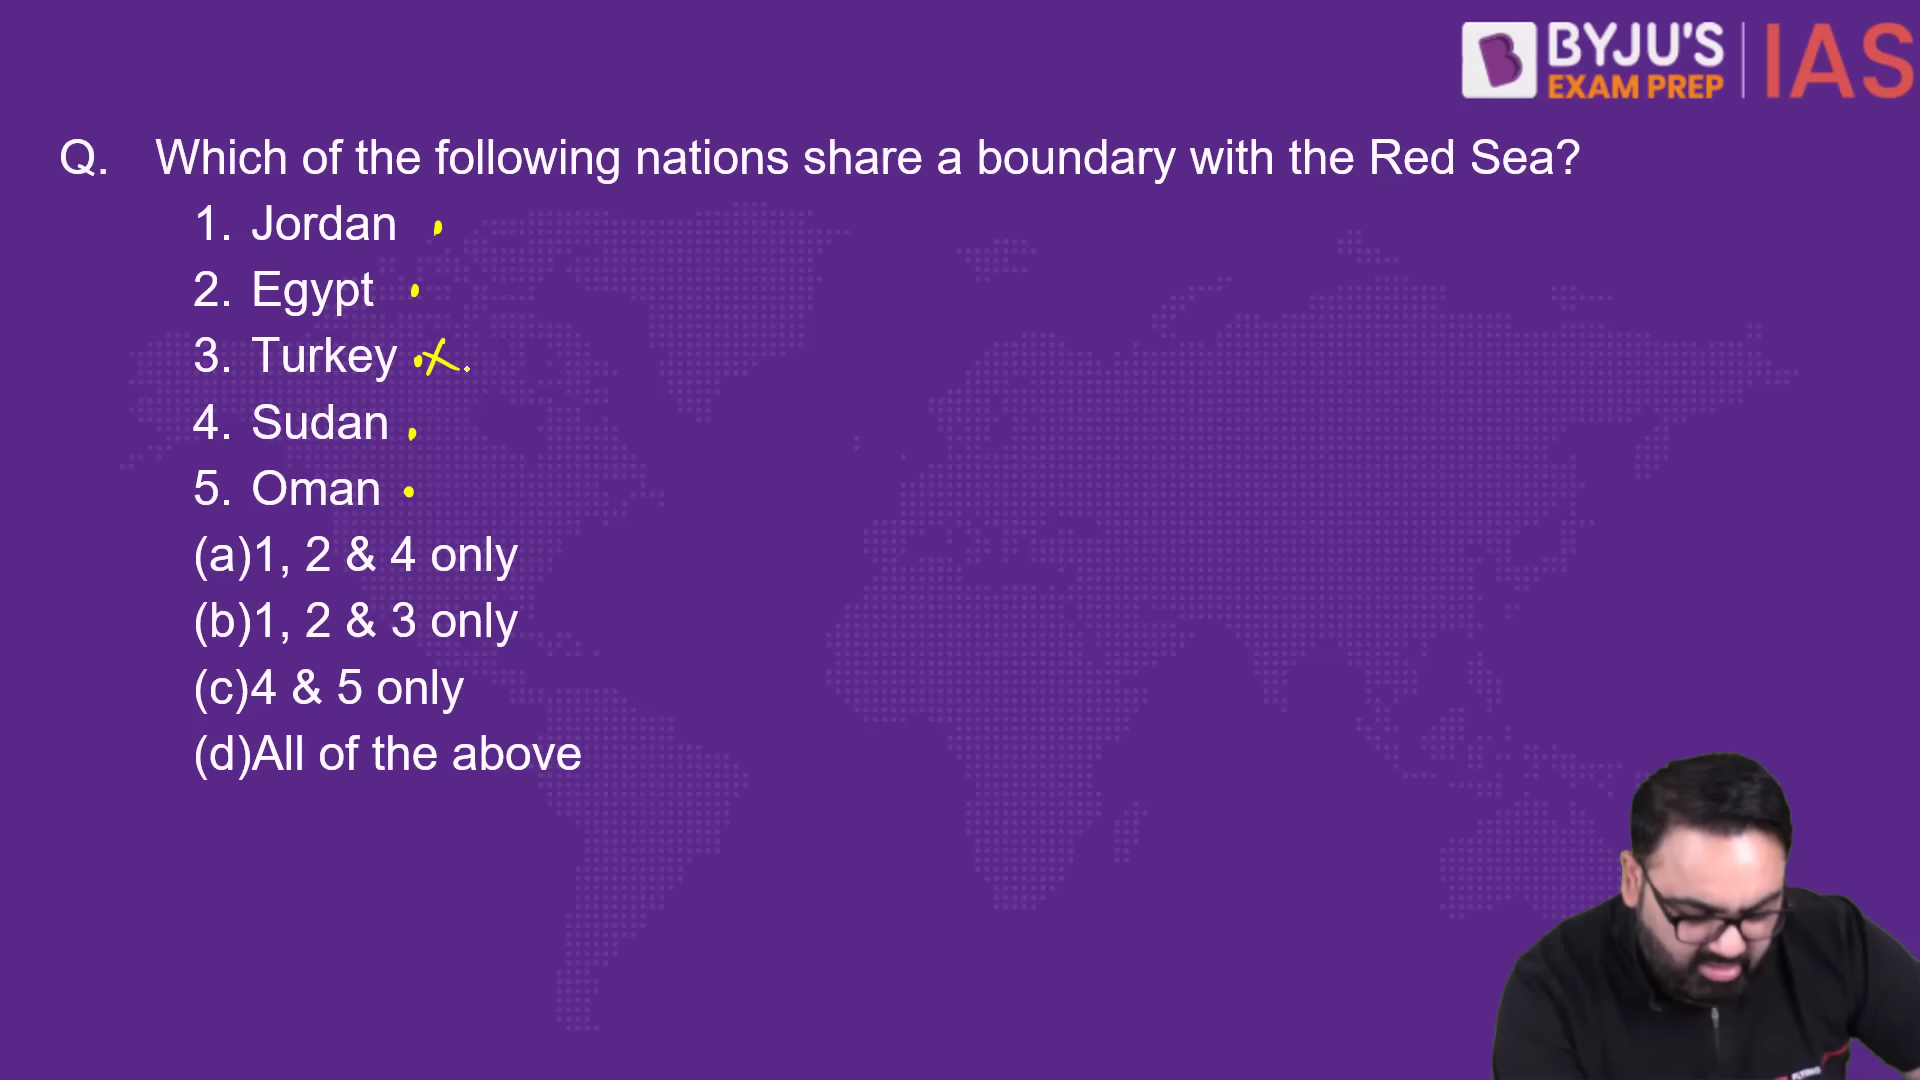 BYJU'S
EXAM PREP
IAS
Q. Which of the following nations share a boundary with the Red Sea?
1. Jordan
2. Egypt
3. Turkey
4. Sudan
5. Oman
(a)1, 2 & 4 only
(b)1, 2 & 3 only
(c)4 & 5 only
(d)All of the above